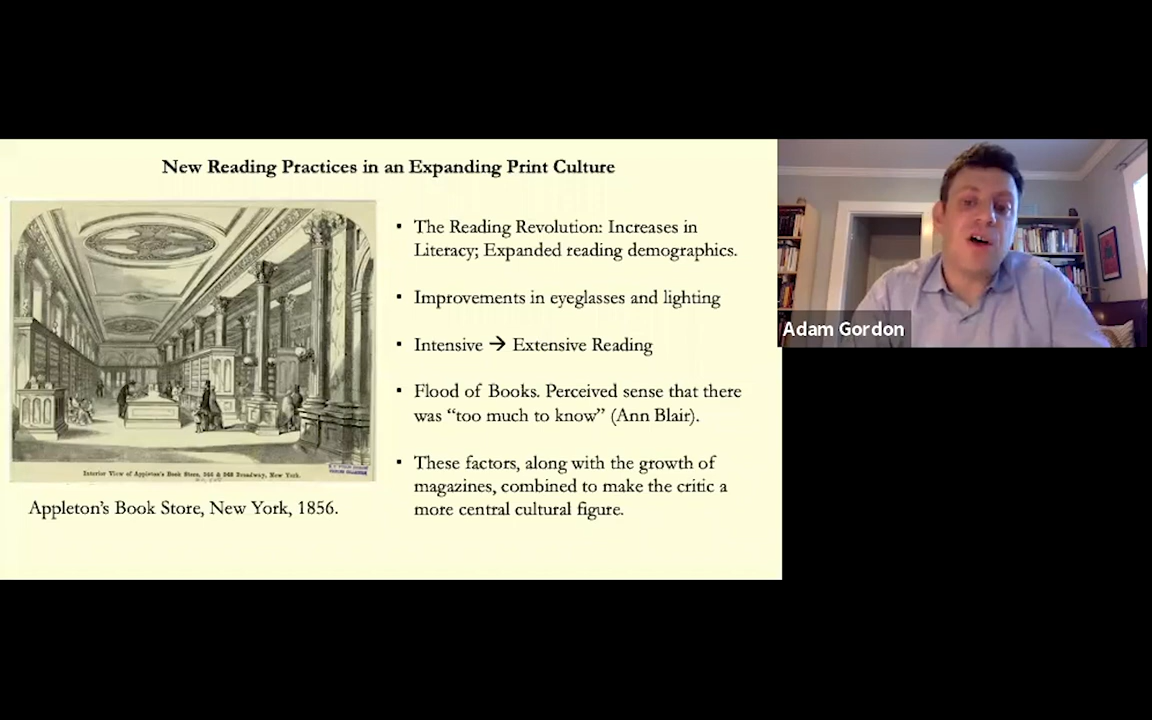 New Reading Practices in an Expanding Print Culture
▪ The Reading Revolution: Increases in
Literacy; Expanded reading demographics.
▪ Improvements in eyeglasses and lighting
▪ Intensive → Extensive Reading
▪ Flood of Books. Perceived sense that there
was “too much to know” (Ann Blair).
▪ These factors, along with the growth of
magazines, combined to make the critic a
more central cultural figure.
Interior View of Appleton's Book Store, 346 & 348 Broadway, New York.
Appleton’s Book Store, New York, 1856.
Adam Gordon